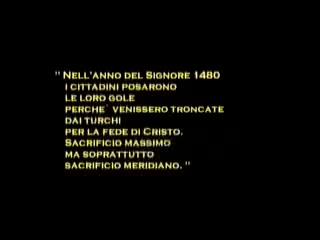 " Nell'anno del Signore 1480
i cittadini posarono
le loro gole
perche` venissero troncate
dai turchi
per la fede di Cristo.
Sacrificio massimo
ma soprattutto
sacrificio meridiano. "